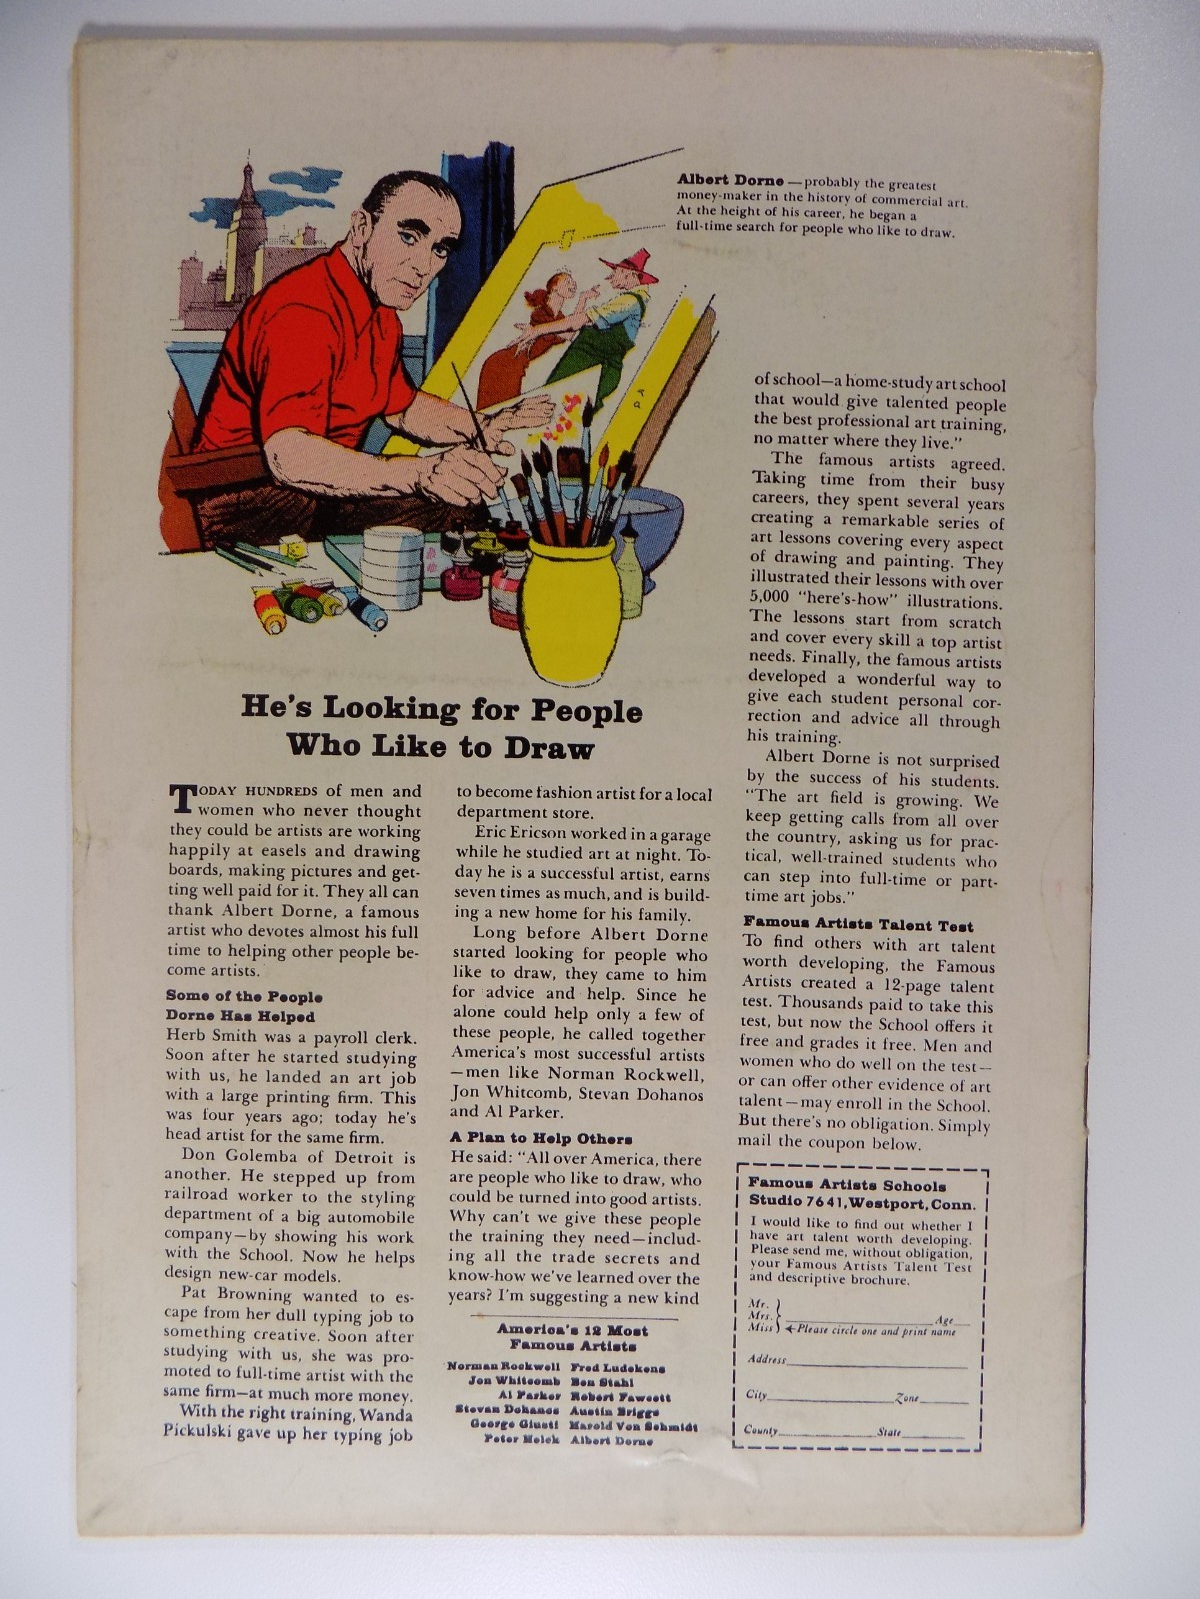 Albert Dorne — probably the greatest
money-maker in the history of commercial art.
At the height of his career, he began a
full-time search for people who like to draw.
He's Looking for People
Who Like to Draw
TODAY HUNDREDS of men and
women who never thought
they could be artists are working
happily at easels and drawing
boards, making pictures and get-
ting well paid for it. They all can
thank Albert Dorne, a famous
artist who devotes almost his full
time to helping other people be-
come artists.
Some of the People
Dorne Has Helped
Herb Smith was a payroll clerk.
Soon after he started studying
with us, he landed an art job
with a large printing firm. This
was four years ago; today he's
head artist for the same firm.
Don Golemba of Detroit is
another. He stepped up from
railroad worker to the styling
department of a big automobile
company—by showing his work
with the School. Now he helps
design new-car models.
Pat Browning wanted to es-
cape from her dull typing job to
something creative. Soon after
studying with us, she was pro-
moted to full-time artist with the
same firm—at much more money.
With the right training, Wanda
Pickulski gave up her typing job
to become fashion artist for a local
department store.
Eric Ericson worked in a garage
while he studied art at night. To-
day he is a successful artist, earns
seven times as much, and is build-
ing a new home for his family.
Long before Albert Dorne
started looking for people who
like to draw, they came to him
for advice and help. Since he
alone could help only a few of
these people, he called together
America's most successful artists
—men like Norman Rockwell,
Jon Whitcomb, Stevan Dohanos
and Al Parker.
A Plan to Help Others
He said: "All over America, there
are people who like to draw, who
could be turned into good artists.
Why can't we give these people
the training they need—includ-
ing all the trade secrets and
know-how we've learned over the
years? I'm suggesting a new kind
America's 12 Most
Famous Artists
Norman Rockwell Fred Ludekens
Jon Whitcomb Ben Stahl
Al Parker Robert Fawcett
Stevan Dohanos Austin Briggs
George Giusti Harold Von Schmidt
Peter Helck Albert Dorne
of school—a home-study art school
that would give talented people
the best professional art training,
no matter where they live."
The famous artists agreed.
Taking time from their busy
careers, they spent several years
creating a remarkable series of
art lessons covering every aspect
of drawing and painting. They
illustrated their lessons with over
5,000 "here's-how" illustrations.
The lessons start from scratch
and cover every skill a top artist
needs. Finally, the famous artists
developed a wonderful way to
give each student personal cor-
rection and advice all through
his training.
Albert Dorne is not surprised
by the success of his students.
"The art field is growing. We
keep getting calls from all over
the country, asking us for prac-
tical, well-trained students who
can step into full-time or part-
time art jobs."
Famous Artists Talent Test
To find others with art talent
worth developing, the Famous
Artists created a 12-page talent
test. Thousands paid to take this
test, but now the School offers it
free and grades it free. Men and
women who do well on the test—
or can offer other evidence of art
talent—may enroll in the School.
But there's no obligation. Simply
mail the coupon below.
Famous Artists Schools
Studio 7641, Westport, Conn.
I would like to find out whether I
have art talent worth developing.
Please send me, without obligation,
your Famous Artists Talent Test
and descriptive brochure.
Mr.
Mrs. Age
Miss Please circle one and print name
Address
City Zone
County State